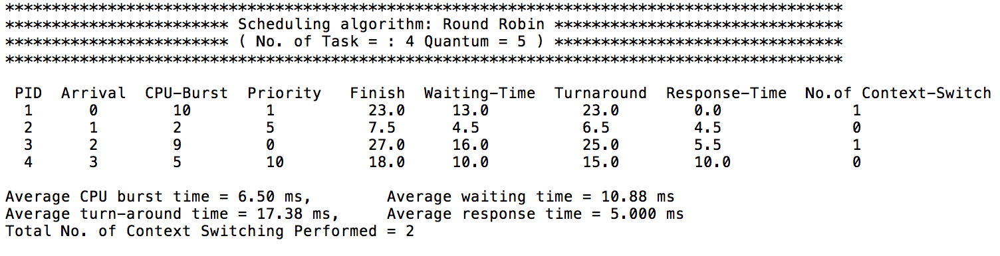 ******************************************************************************************
************************ Scheduling algorithm: Round Robin *******************************
************************ ( No. of Task = : 4 Quantum = 5 ) *******************************
******************************************************************************************
PID Arrival CPU-Burst Priority Finish Waiting-Time Turnaround Response-Time No.of Context-Switch
1 0 10 1 23.0 13.0 23.0 0.0 1
2 1 2 5 7.5 4.5 6.5 4.5 0
3 2 9 0 27.0 16.0 25.0 5.5 1
4 3 5 10 18.0 10.0 15.0 10.0 0
Average CPU burst time = 6.50 ms, Average waiting time = 10.88 ms
Average turn-around time = 17.38 ms, Average response time = 5.000 ms
Total No. of Context Switching Performed = 2